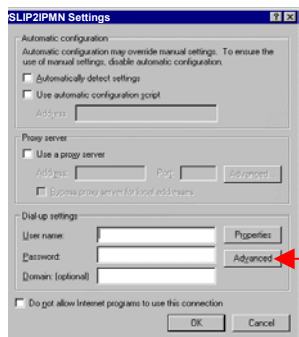 SLIP2IPMN Settings
Automatic configuration
Automatic configuration may override manual settings. To ensure the
use of manual settings, disable automatic configuration.
Automatically detect settings
Use automatic configuration script
Address:
Proxy server
Use a proxy server
Address: Port: Advanced...
Bypass proxy server for local addresses
Dial-up settings
User name: Properties
Password: Advanced
Domain: (optional)
Do not allow Internet programs to use this connection
OK Cancel